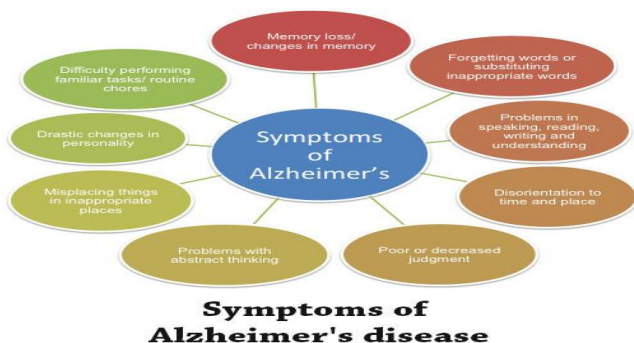 Memory loss/
changes in memory
Forgetting words or
substituting
inappropriate words
Problems in
speaking, reading,
writing and
understanding
Disorientation to
time and place
Poor or decreased
judgment
Problems with
abstract thinking
Misplacing things
in inappropriate
places
Drastic changes in
personality
Difficulty performing
familiar tasks/ routine
chores
Symptoms
of
Alzheimer's
Symptoms of
Alzheimer's disease